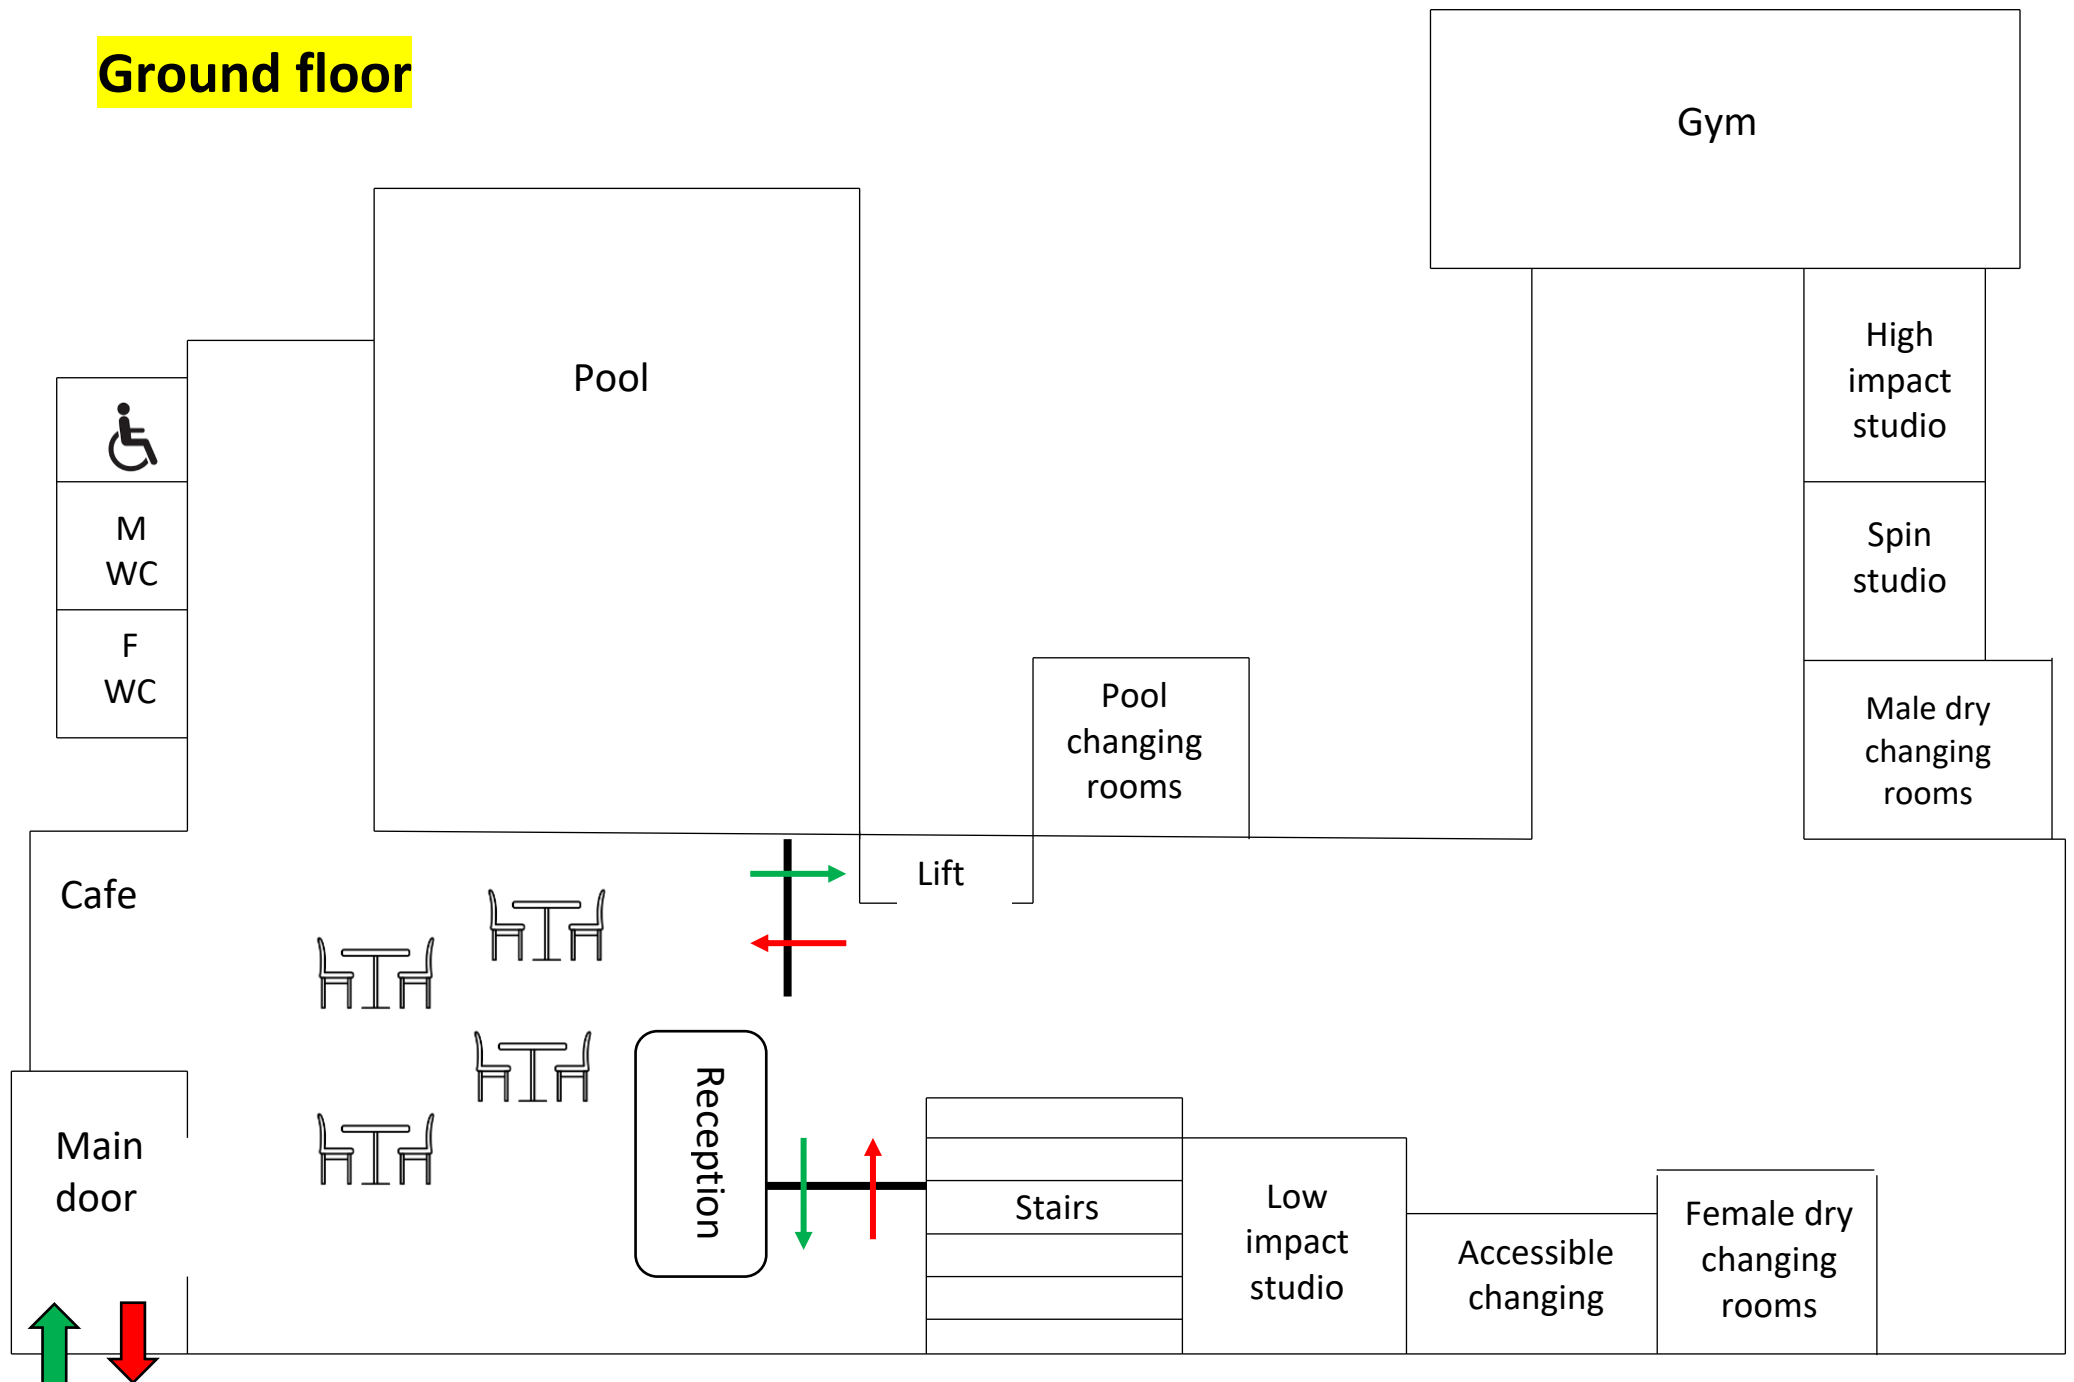 Ground floor
Gym
Pool
High
impact
studio
M
WC
Spin
studio
F
WC
Pool
changing
rooms
Male dry
changing
rooms
Cafe
Lift
Reception
Main
door
Stairs
Low
impact
studio
Accessible
changing
Female dry
changing
rooms